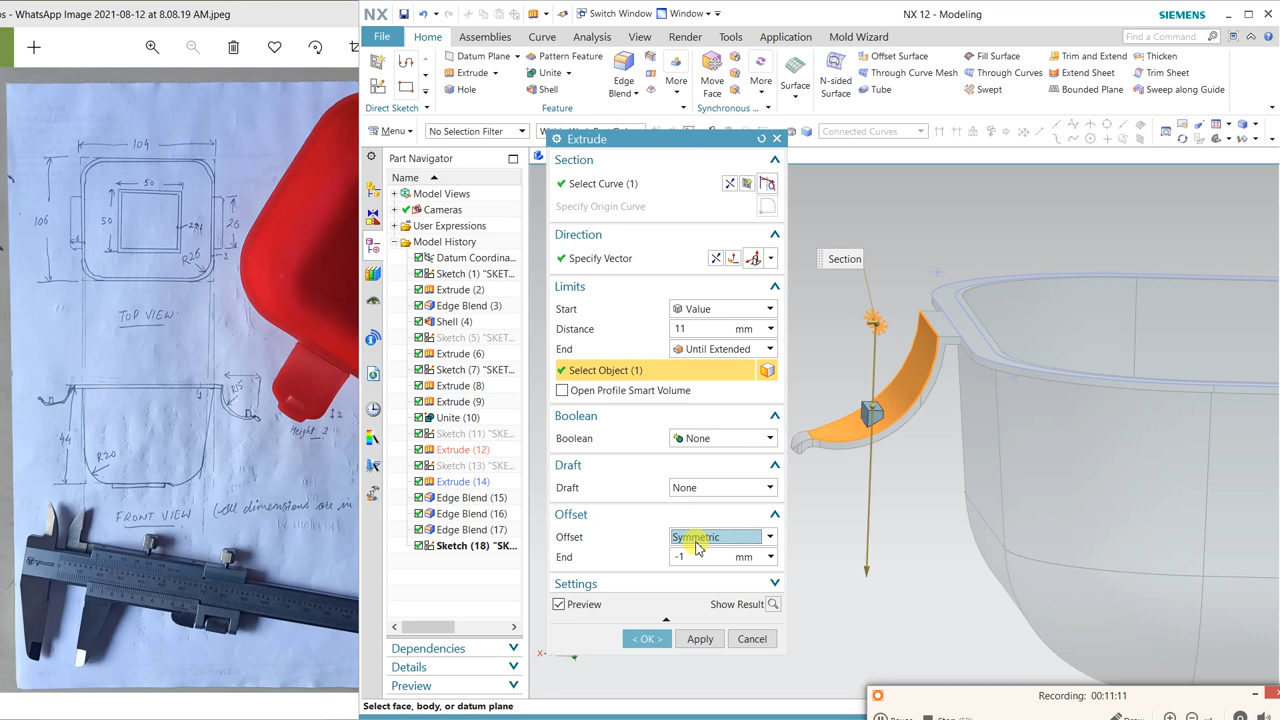 s - WhatsApp Image 2021-08-12 at 8.08.19 AM.jpeg
104
50
106
50
26
3
R26
TOP VIEW
R15
44
R20
2
Height 3
FRONT VIEW
(All dimensions are in
NX
Switch Window
Window
NX 12 - Modeling
SIEMENS
File
Home
Assemblies
Curve
Analysis
View
Render
Tools
Application
Mold Wizard
Find a Command
Datum Plane
Pattern Feature
Extrude
Unite
Hole
Shell
Edge
Blend
More
Move
Face
More
Surface
N-sided
Surface
Offset Surface
Fill Surface
Trim and Extend
Thicken
Through Curve Mesh
Through Curves
Extend Sheet
Trim Sheet
Tube
Swept
Bounded Plane
Sweep along Guide
Direct Sketch
Feature
Synchronous ...
Menu
No Selection Filter
Connected Curves
Part Navigator
Name
Model Views
Cameras
User Expressions
Model History
Datum Coordina...
Sketch (1) "SKET...
Extrude (2)
Edge Blend (3)
Shell (4)
Sketch (5) "SKET...
Extrude (6)
Sketch (7) "SKET...
Extrude (8)
Extrude (9)
Unite (10)
Sketch (11) "SKE...
Extrude (12)
Sketch (13) "SKE...
Extrude (14)
Edge Blend (15)
Edge Blend (16)
Edge Blend (17)
Sketch (18) "SK...
Dependencies
Details
Preview
Extrude
Section
Select Curve (1)
Specify Origin Curve
Direction
Specify Vector
Limits
Start
Value
Distance
11 mm
End
Until Extended
Select Object (1)
Open Profile Smart Volume
Boolean
Boolean
None
Draft
Draft
None
Offset
Offset
Symmetric
End
-1 mm
Settings
Preview
Show Result
< OK >
Apply
Cancel
Section
Select face, body, or datum plane
Recording: 00:11:11